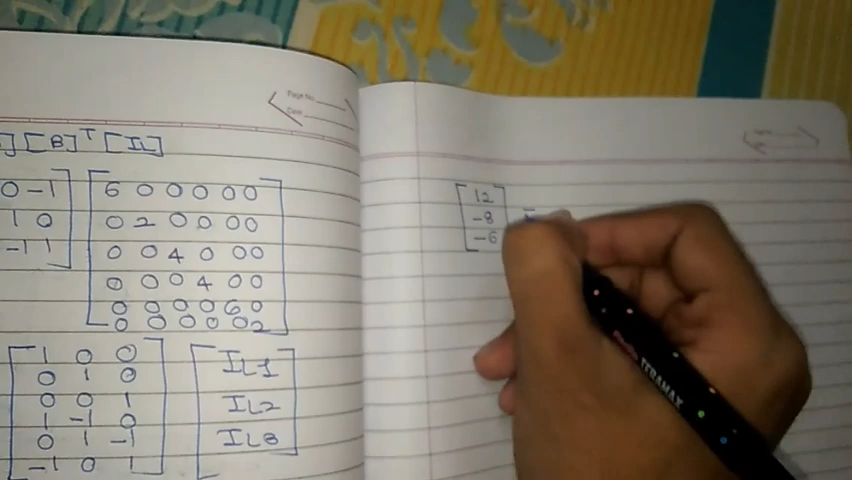 ] [B]ᵀ [IL]
0 -1
1 0
-1 1
6 0 0 0 0 0
0 2 0 0 0 0
0 0 4 0 0 0
0 0 0 4 0 0
0 0 0 0 6 0
0 0 0 0 0 2
1 0 0
0 1 0
0 0 1
1 -1 0
0 1 -1
-1 0 1
IL1
IL2
IL3
Page No.
Date
12
-8
-6